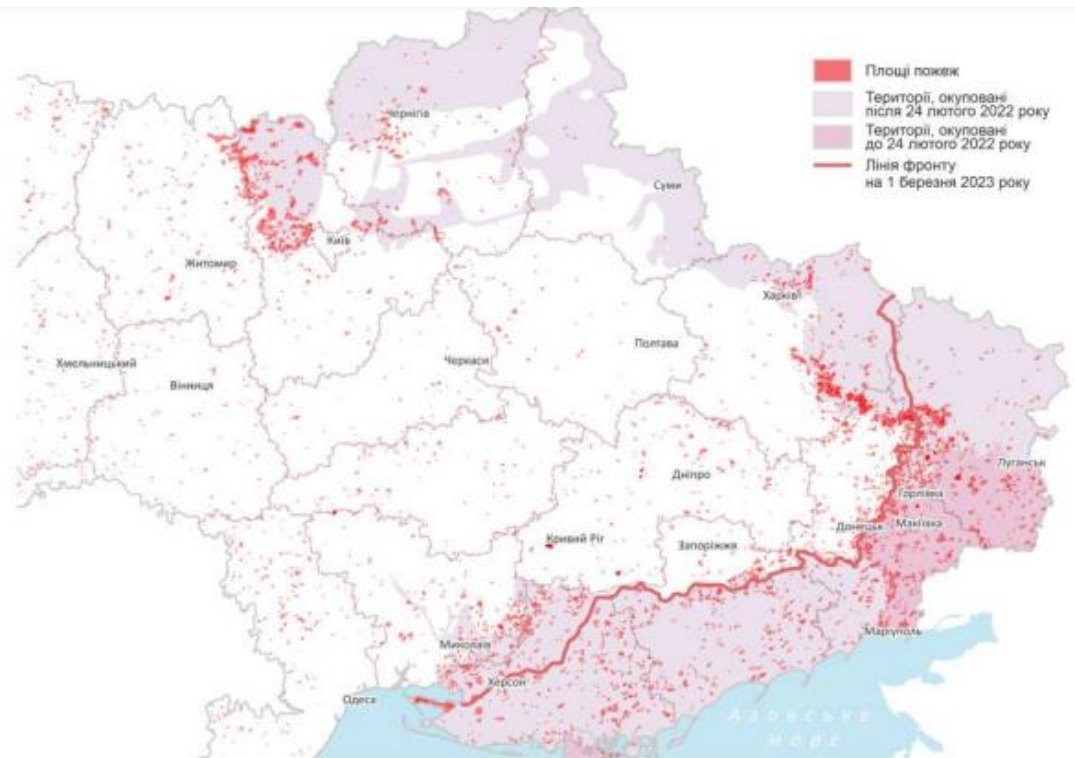 Площі пожеж
Території, окуповані
після 24 лютого 2022 року
Території, окуповані
до 24 лютого 2022 року
Лінія фронту
на 1 березня 2023 року
Чернігів
Суми
Київ
Житомир
Харків
Хмельницький
Вінниця
Черкаси
Полтава
Луганськ
Дніпро
Горлівка
Кривий Ріг
Запоріжжя
Донецьк
Макіївка
Маріуполь
Миколаїв
Херсон
Одеса
Азовське
море